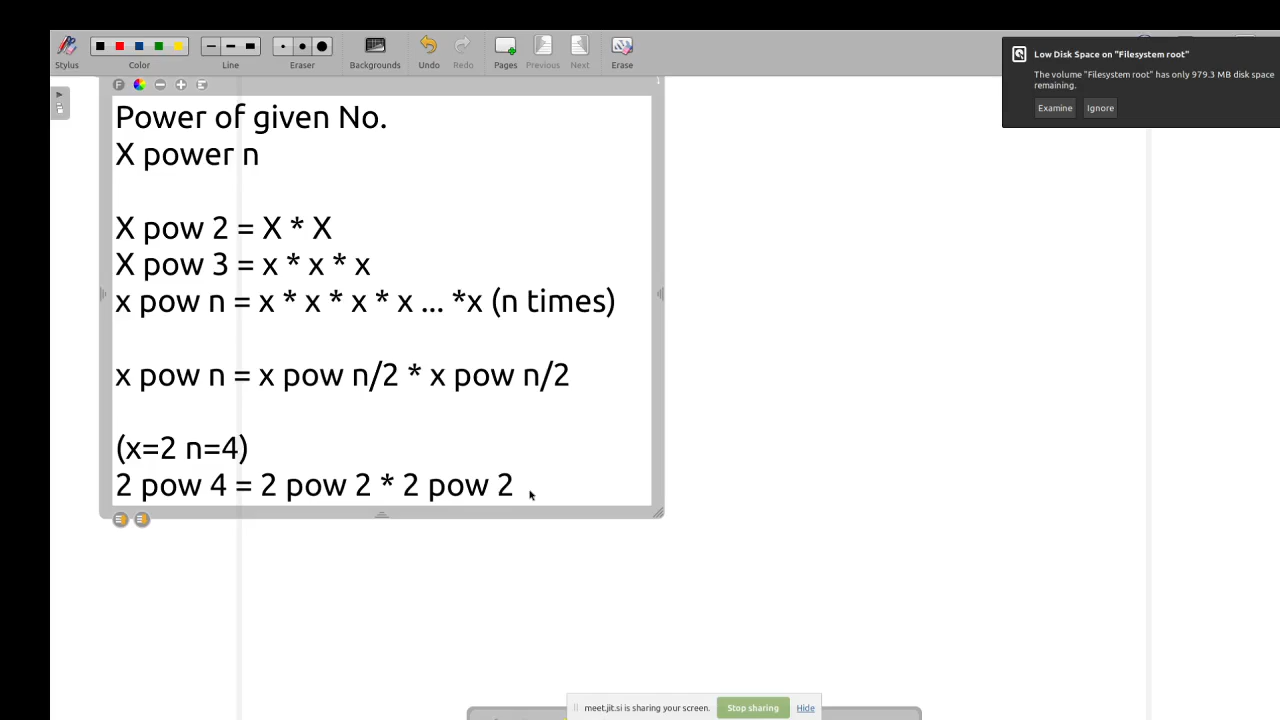 Stylus
Color
Line
Eraser
Backgrounds
Undo
Redo
Pages
Previous
Next
Erase
Low Disk Space on "Filesystem root"
The volume "Filesystem root" has only 979.3 MB disk space
remaining.
Examine
Ignore
Power of given No.
X power n
X pow 2 = X * X
X pow 3 = x * x * x
x pow n = x * x * x * x ... *x (n times)
x pow n = x pow n/2 * x pow n/2
(x=2 n=4)
2 pow 4 = 2 pow 2 * 2 pow 2
meet.jit.si is sharing your screen.
Stop sharing
Hide